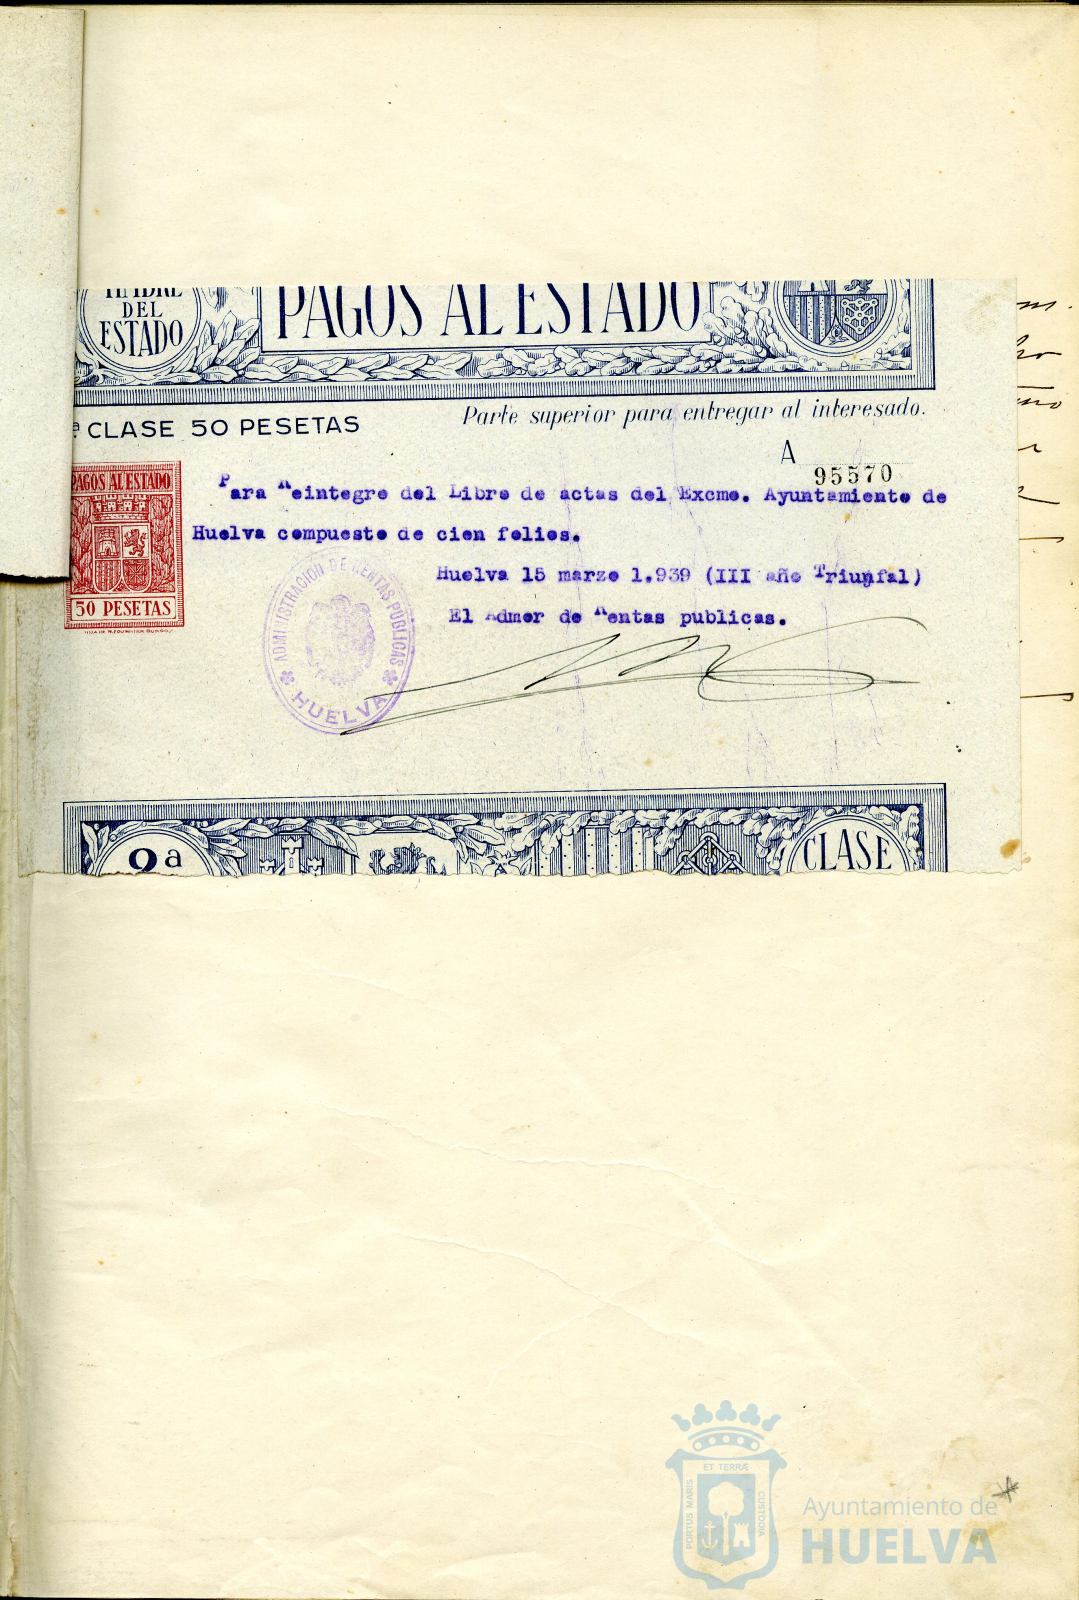 TIMBRE
DEL
ESTADO
PAGOS AL ESTADO
ª CLASE 50 PESETAS
Parte superior para entregar al interesado.
A
95570
PAGOS AL ESTADO
50 PESETAS
Para Reintegro del Libro de actas del Excmo. Ayuntamiento de
Huelva compuesto de cien folios.
Huelva 15 marzo 1.939 (III año Triunfal)
El Admor de Rentas publicas.
ADMINISTRACION DE RENTAS PUBLICAS
HUELVA
CLASE
PORTUS MARIS
ET TERRÆ
CUSTODIA
Ayuntamiento de
HUELVA